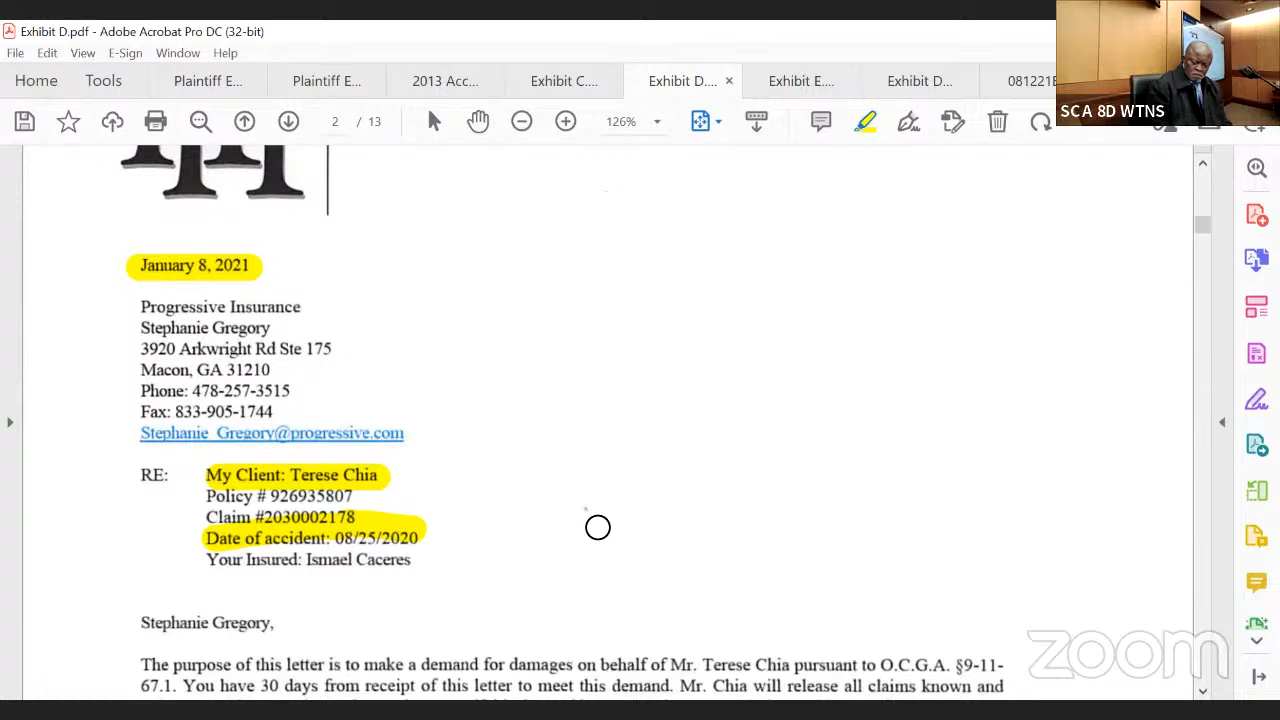 Exhibit D.pdf - Adobe Acrobat Pro DC (32-bit)
File Edit View E-Sign Window Help
Home Tools Plaintiff E... Plaintiff E... 2013 Acc... Exhibit C.... Exhibit D.... × Exhibit E.... Exhibit D... 081221E
SCA 8D WTNS
2 / 13 126%
January 8, 2021
Progressive Insurance
Stephanie Gregory
3920 Arkwright Rd Ste 175
Macon, GA 31210
Phone: 478-257-3515
Fax: 833-905-1744
Stephanie_Gregory@progressive.com
RE: My Client: Terese Chia
Policy # 926935807
Claim #2030002178
Date of accident: 08/25/2020
Your Insured: Ismael Caceres
Stephanie Gregory,
The purpose of this letter is to make a demand for damages on behalf of Mr. Terese Chia pursuant to O.C.G.A. §9-11-
67.1. You have 30 days from receipt of this letter to meet this demand. Mr. Chia will release all claims known and
zoom